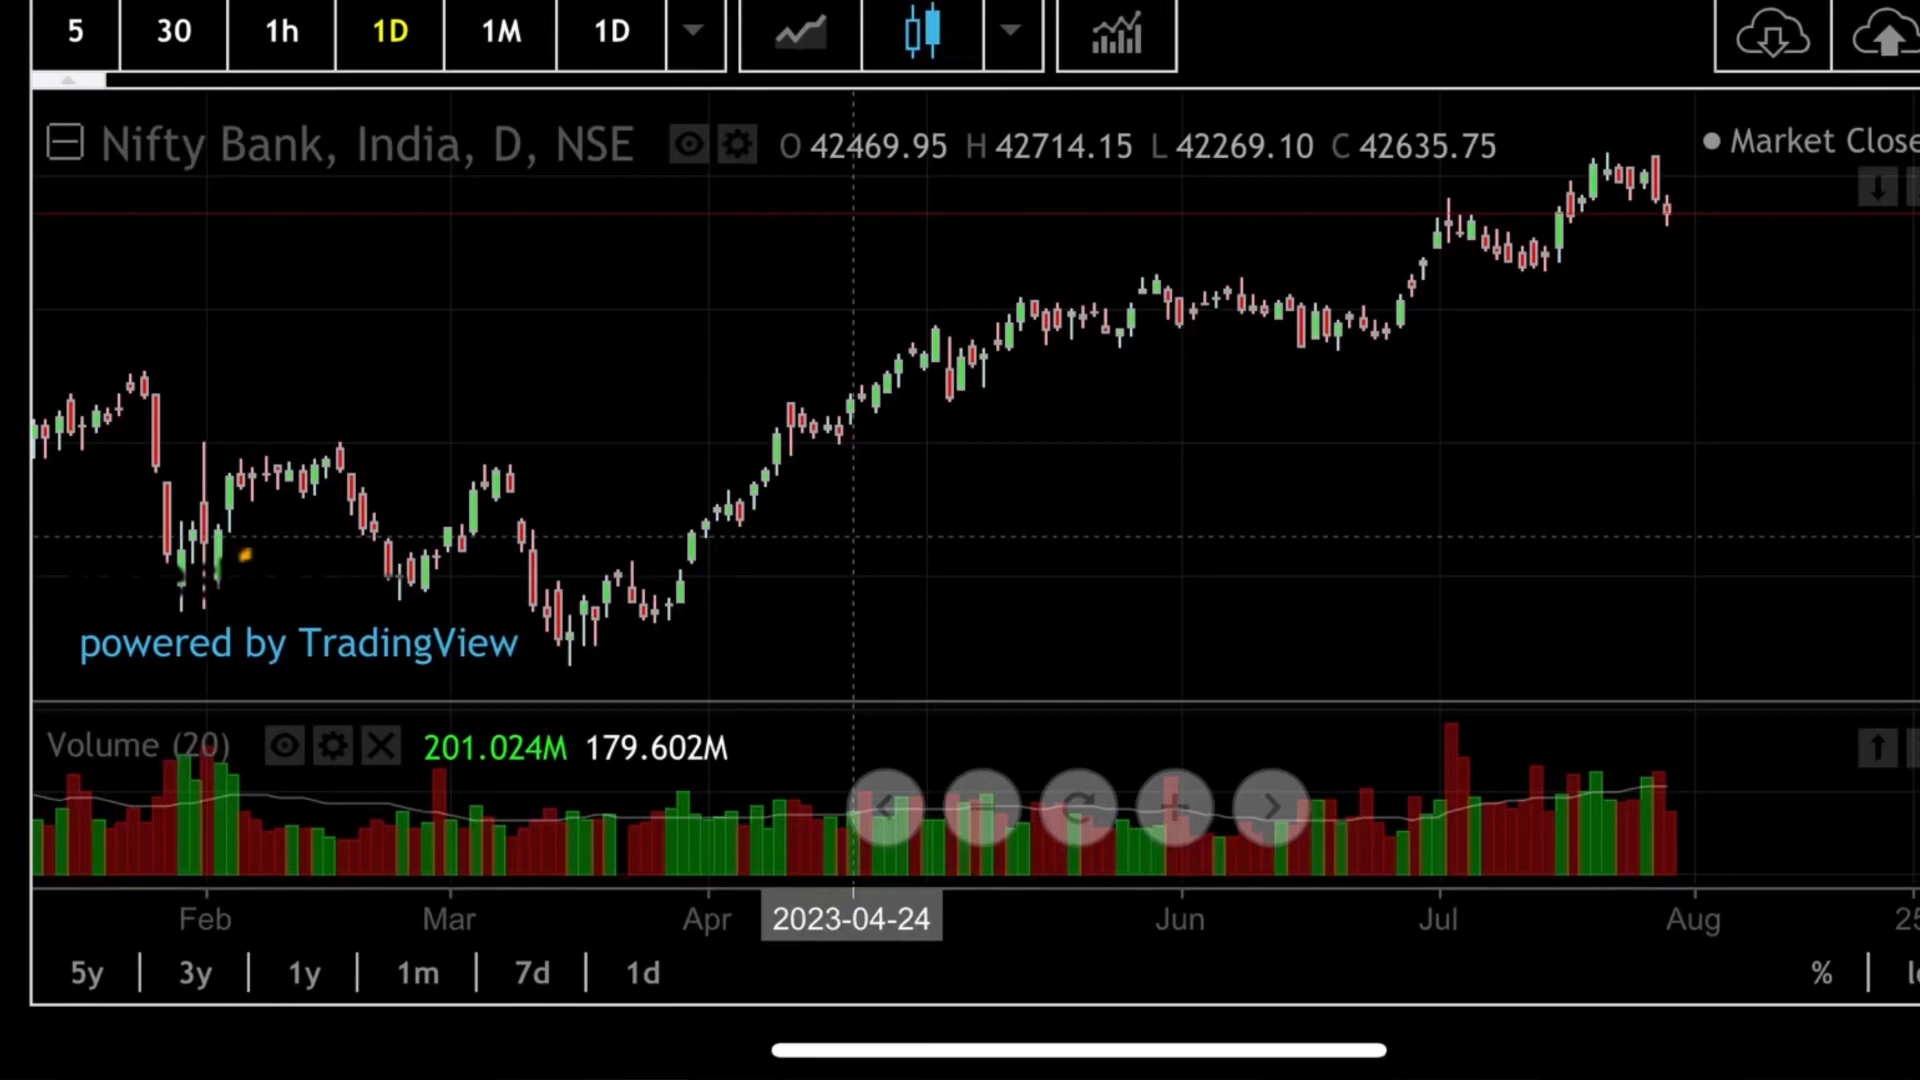 5 30 1h 1D 1M 1D
Nifty Bank, India, D, NSE O 42469.95 H 42714.15 L 42269.10 C 42635.75 Market Close
powered by TradingView
Volume (20) 201.024M 179.602M
Feb Mar Apr 2023-04-24 Jun Jul Aug 25
5y 3y 1y 1m 7d 1d %